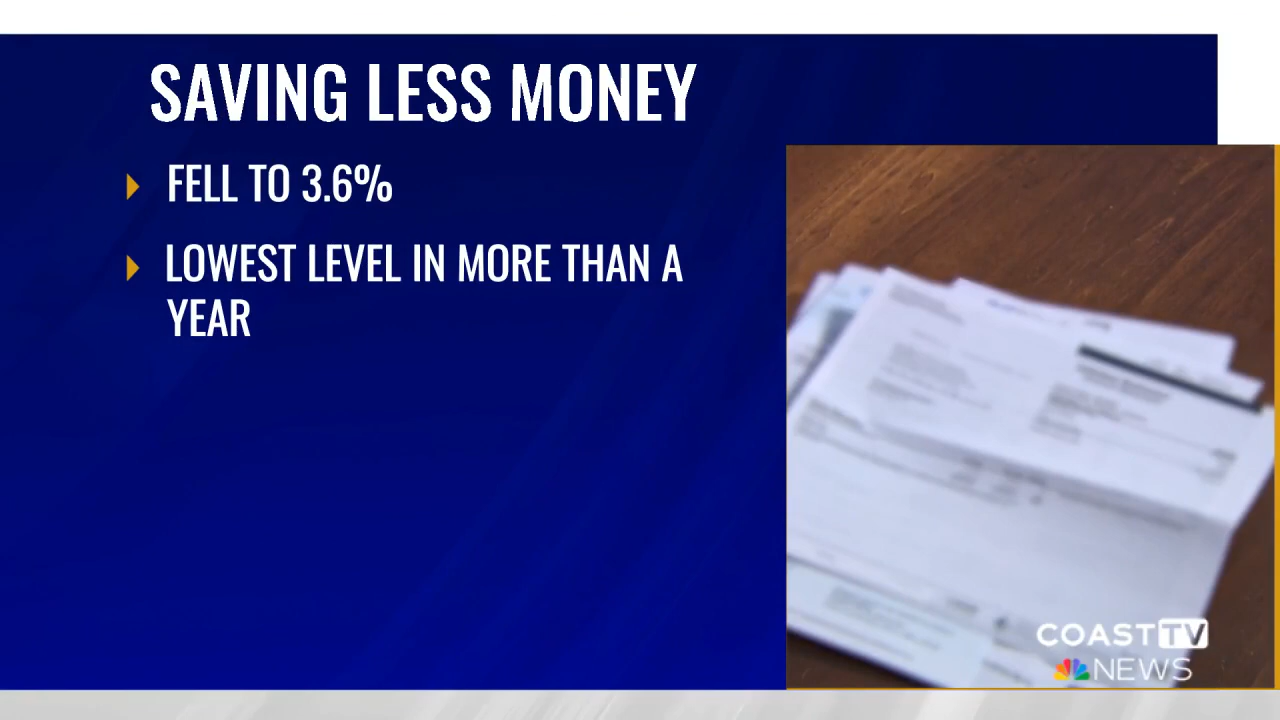 SAVING LESS MONEY
FELL TO 3.6%
LOWEST LEVEL IN MORE THAN A
YEAR
COAST TV
NEWS